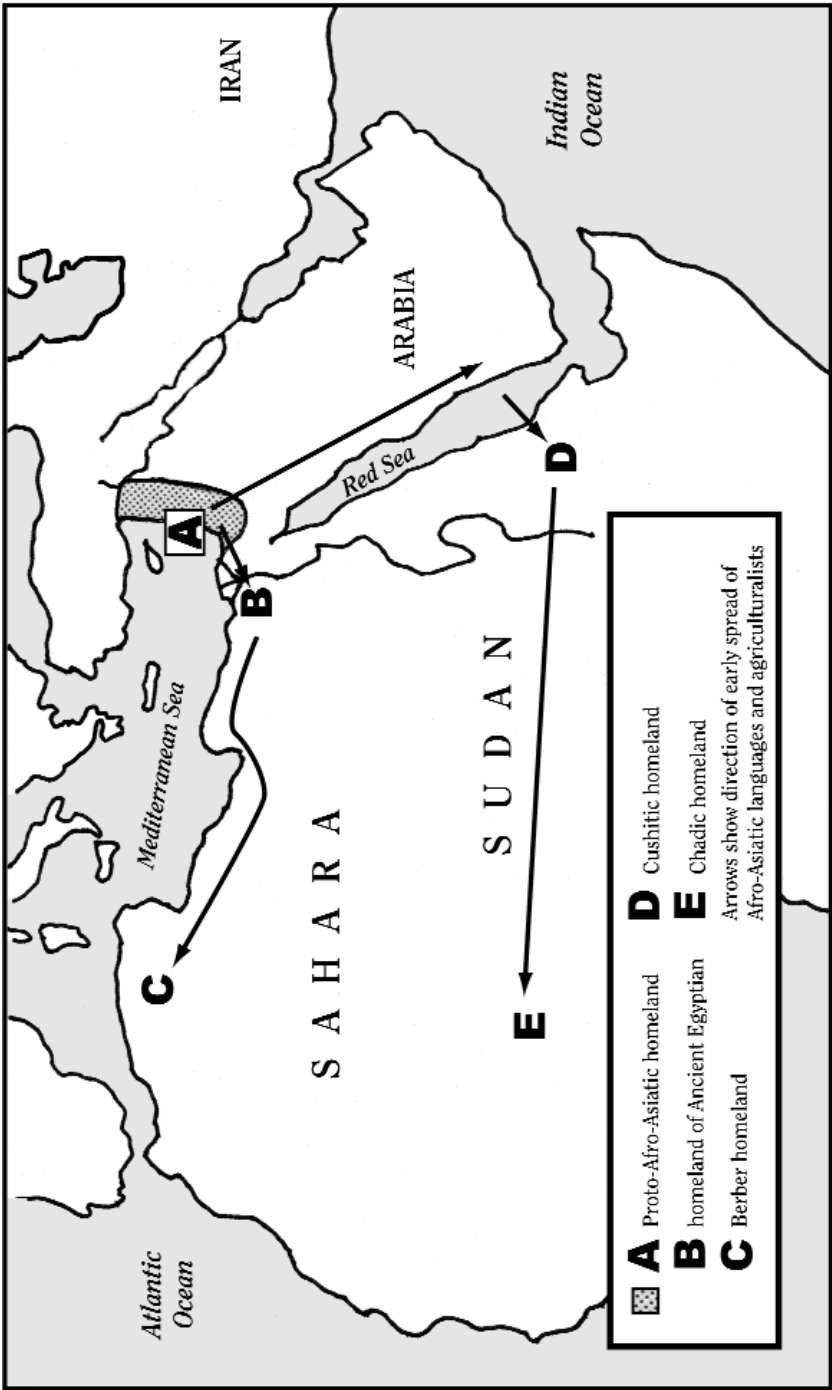 Atlantic
Ocean
Mediterranean Sea
IRAN
C
A
B
SAHARA
Red Sea
ARABIA
SUDAN
E
D
Indian
Ocean
A Proto-Afro-Asiatic homeland
B homeland of Ancient Egyptian
C Berber homeland
D Cushitic homeland
E Chadic homeland
Arrows show direction of early spread of
Afro-Asiatic languages and agriculturalists